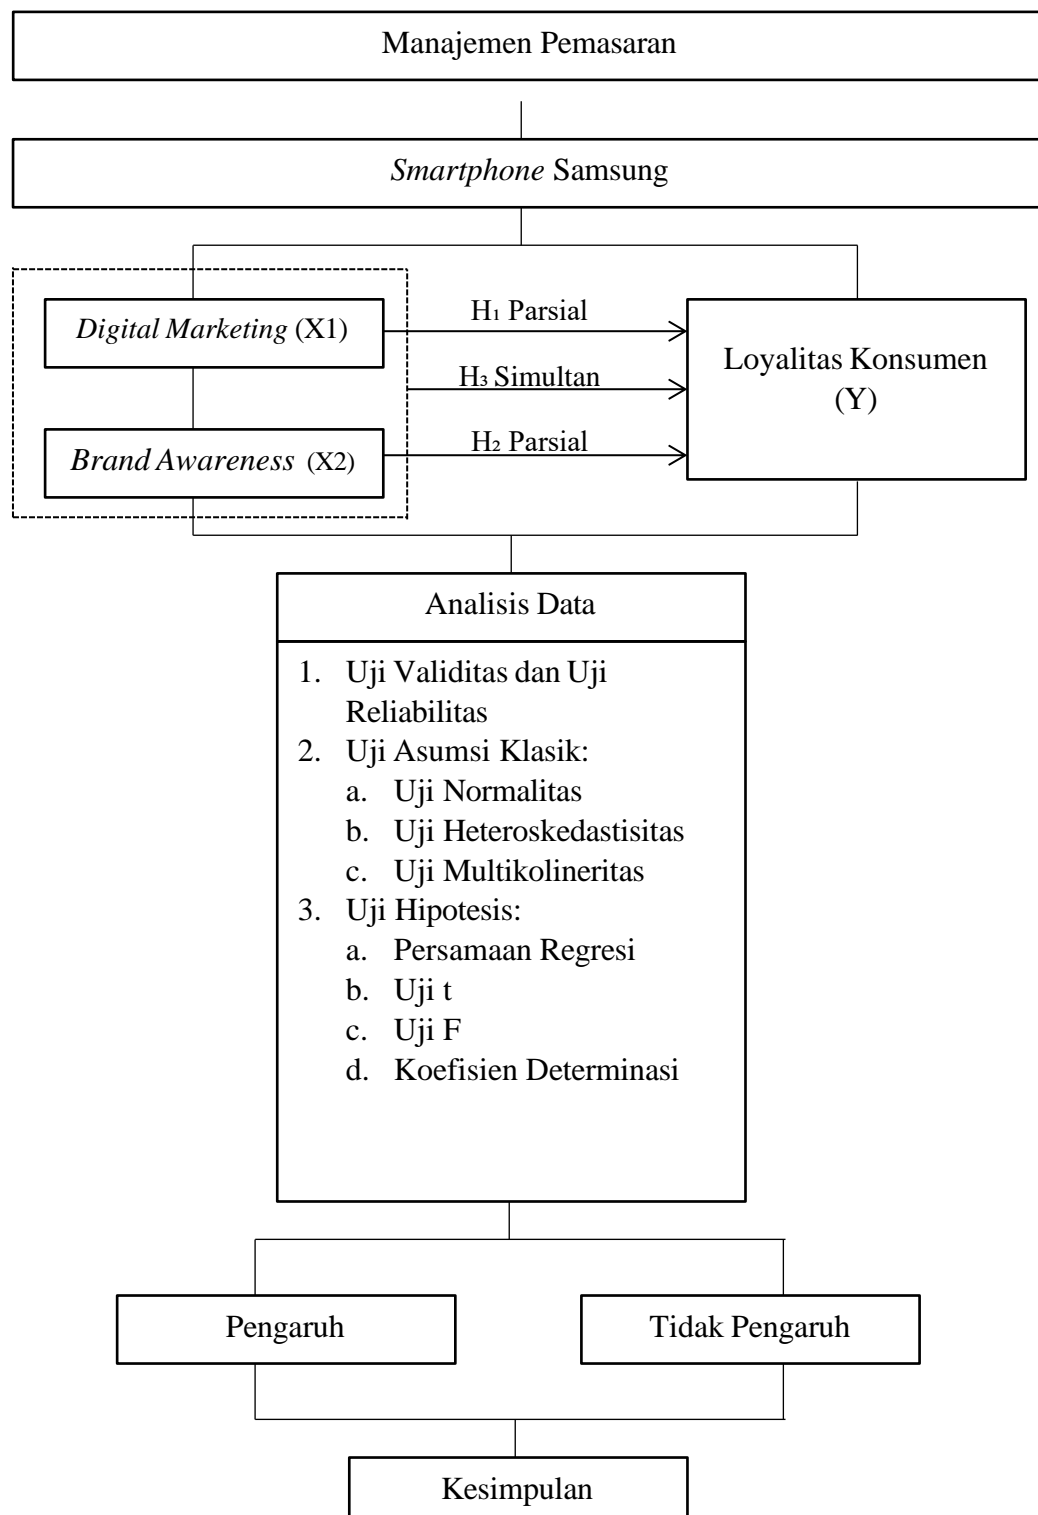 Manajemen Pemasaran
Smartphone Samsung
Digital Marketing (X1)
H₁ Parsial
H₃ Simultan
Brand Awareness (X2)
H₂ Parsial
Loyalitas Konsumen
(Y)
Analisis Data
1. Uji Validitas dan Uji
Reliabilitas
2. Uji Asumsi Klasik:
a. Uji Normalitas
b. Uji Heteroskedastisitas
c. Uji Multikolineritas
3. Uji Hipotesis:
a. Persamaan Regresi
b. Uji t
c. Uji F
d. Koefisien Determinasi
Pengaruh
Tidak Pengaruh
Kesimpulan